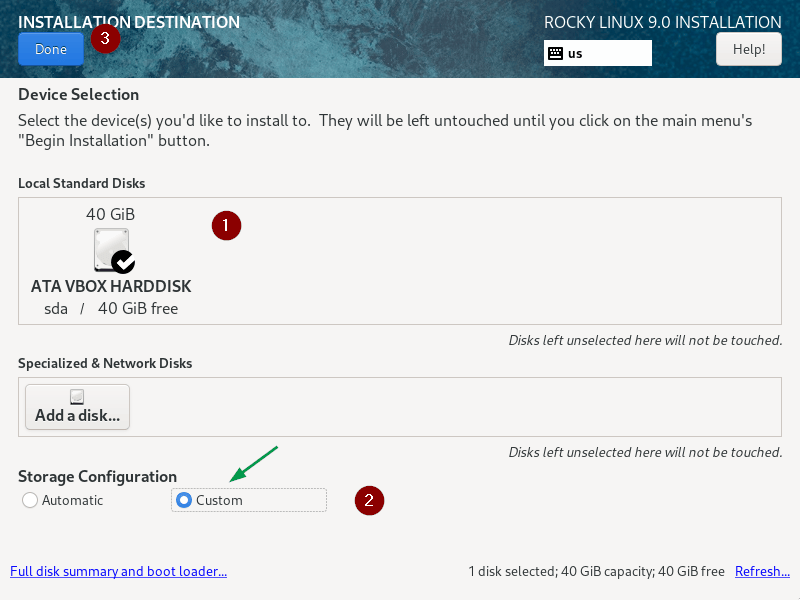 INSTALLATION DESTINATION
ROCKY LINUX 9.0 INSTALLATION
Done
3
us
Help!
Device Selection
Select the device(s) you'd like to install to.  They will be left untouched until you click on the main menu's
"Begin Installation" button.
Local Standard Disks
40 GiB
1
ATA VBOX HARDDISK
sda / 40 GiB free
Disks left unselected here will not be touched.
Specialized & Network Disks
Add a disk...
Disks left unselected here will not be touched.
Storage Configuration
Automatic
Custom
2
Full disk summary and boot loader...
1 disk selected; 40 GiB capacity; 40 GiB free
Refresh...